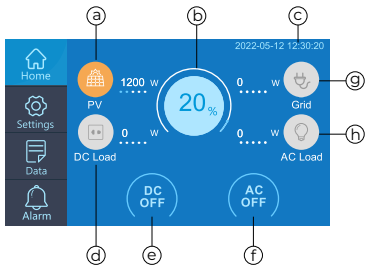 ⓐ ⓑ ⓒ
2022-05-12 12:30:20
Home
1200 W
0 W
PV
Grid
ⓖ
20%
Settings
0 W
0 W
DC Load
AC Load
ⓗ
Data
DC
OFF
AC
OFF
Alarm
ⓓ ⓔ ⓕ